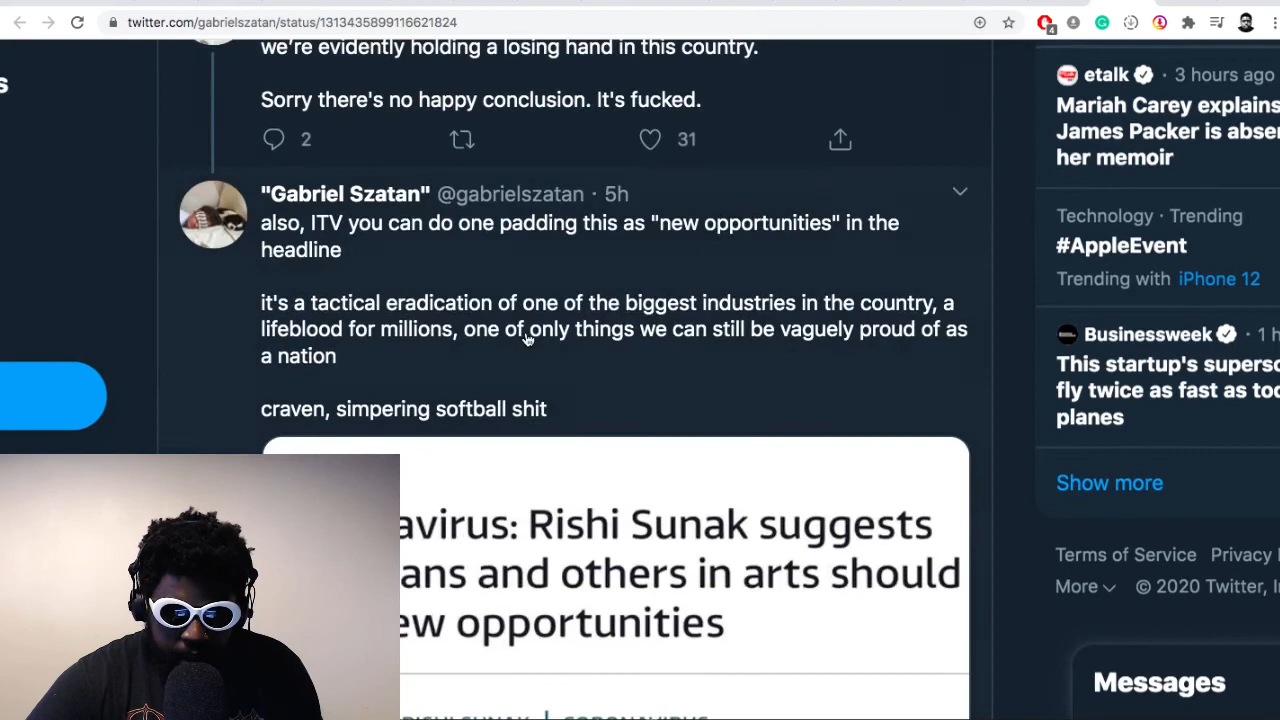 twitter.com/gabrielszatan/status/1313435899116621824
4
we're evidently holding a losing hand in this country.
Sorry there's no happy conclusion. It's fucked.
2
31
"Gabriel Szatan" @gabrielszatan · 5h
also, ITV you can do one padding this as "new opportunities" in the
headline
it's a tactical eradication of one of the biggest industries in the country, a
lifeblood for millions, one of only things we can still be vaguely proud of as
a nation
craven, simpering softball shit
avirus: Rishi Sunak suggests
ans and others in arts should
ew opportunities
s
etalk · 3 hours ago
Mariah Carey explains
James Packer is abse
her memoir
Technology · Trending
#AppleEvent
Trending with iPhone 12
Businessweek · 1 h
This startup's superso
fly twice as fast as tod
planes
Show more
Terms of Service Privacy
More © 2020 Twitter, In
Messages